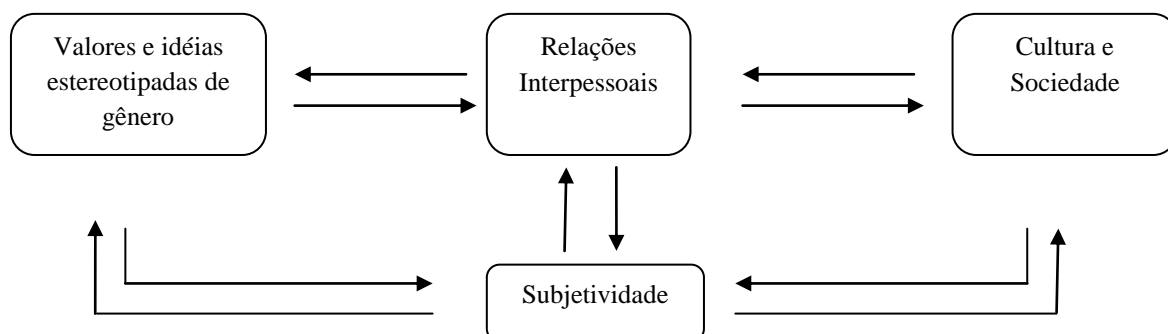 Valores e idéias
estereotipadas de
gênero
Relações
Interpessoais
Cultura e
Sociedade
Subjetividade